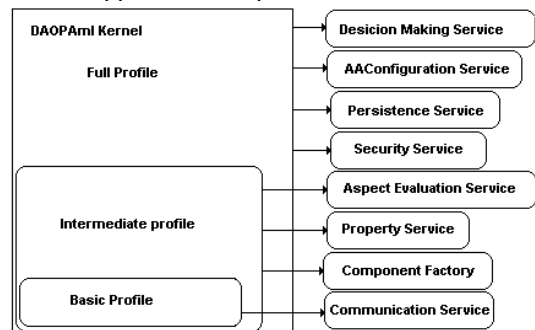 DAOPAmI Kernel
Full Profile
Intermediate profile
Basic Profile
Desicion Making Service
AAConfiguration Service
Persistence Service
Security Service
Aspect Evaluation Service
Property Service
Component Factory
Communication Service